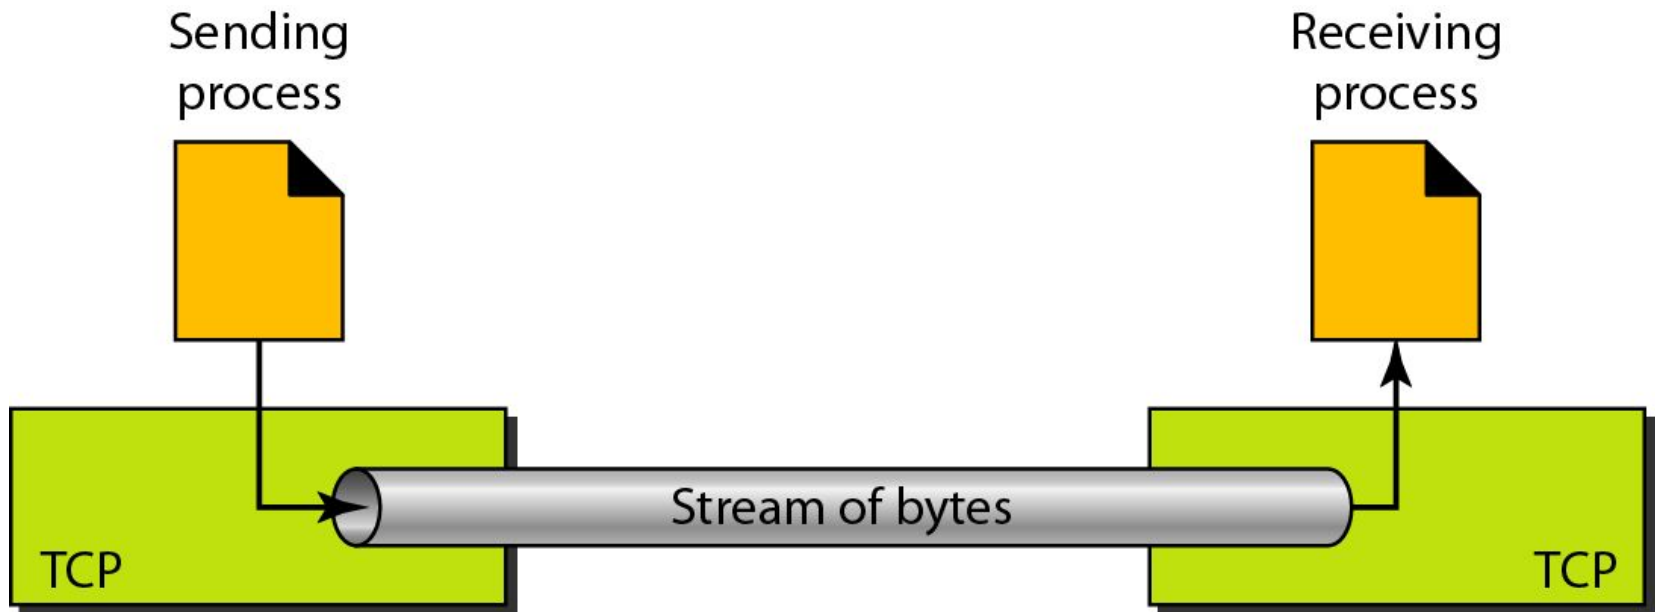 Sending
process
Receiving
process
Stream of bytes
TCP
TCP